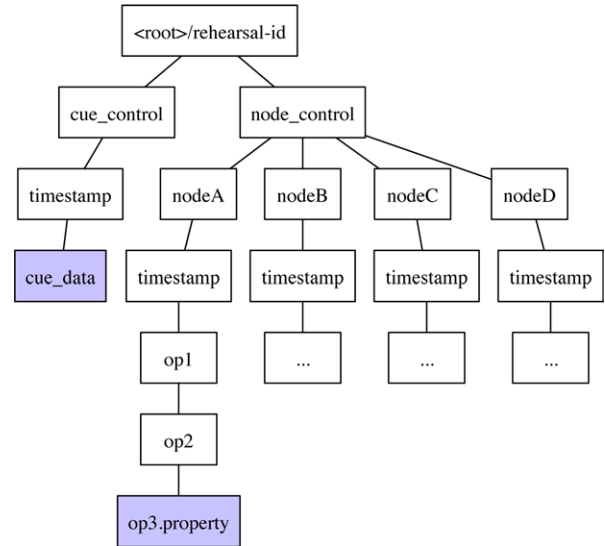 <root>/rehearsal-id
cue_control
node_control
timestamp
nodeA
nodeB
nodeC
nodeD
cue_data
timestamp
timestamp
timestamp
timestamp
op1
...
...
...
op2
op3.property